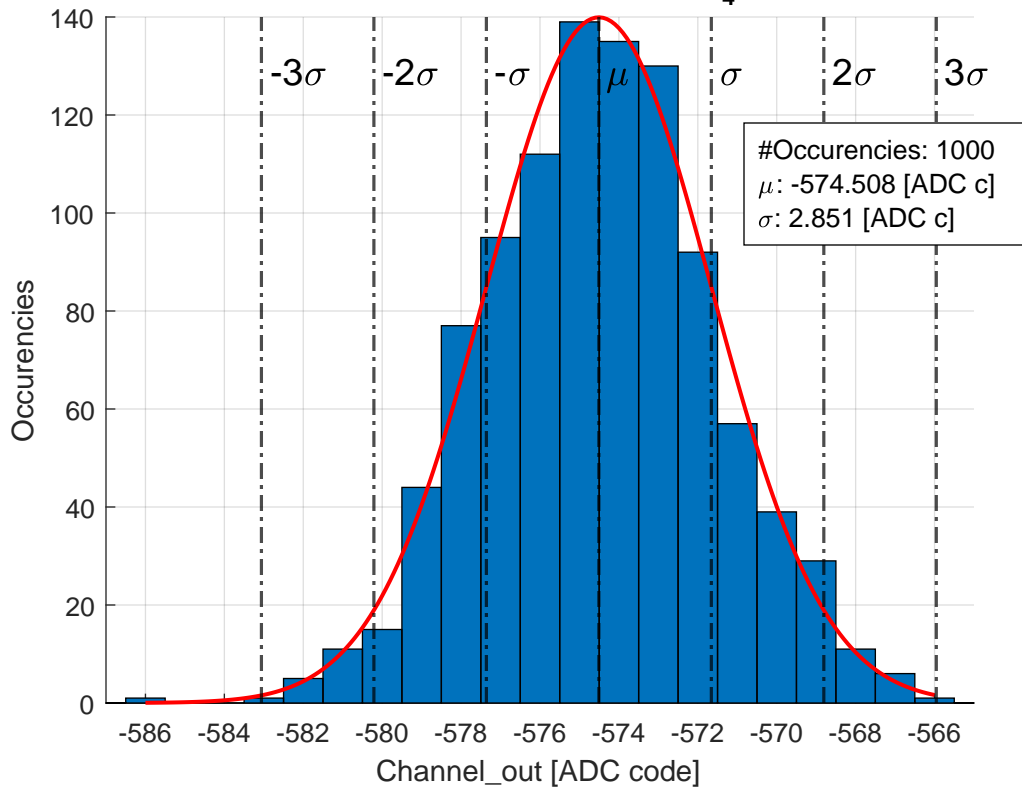 4
140
120
100
80
60
40
20
0
-3σ
-2σ
-σ
μ
σ
2σ
3σ
#Occurencies: 1000
μ: -574.508 [ADC c]
σ: 2.851 [ADC c]
Occurencies
-586 -584 -582 -580 -578 -576 -574 -572 -570 -568 -566
Channel_out [ADC code]